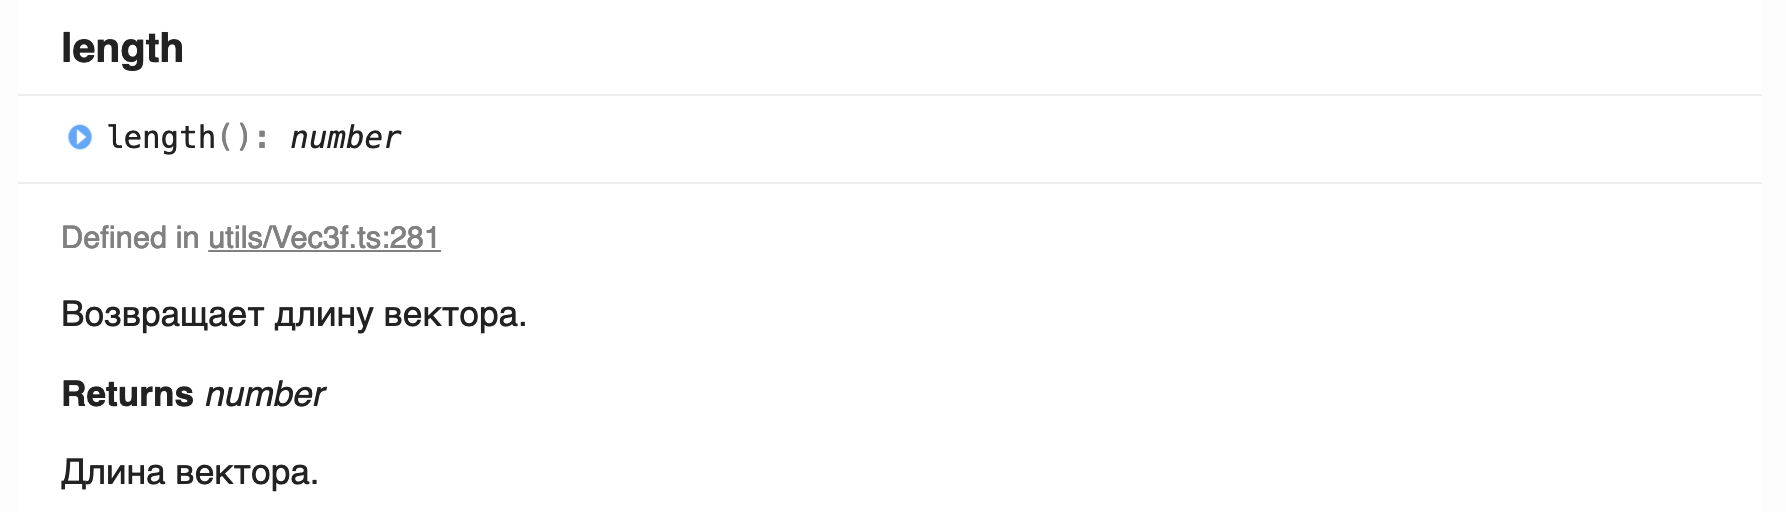 length
length(): number
Defined in utils/Vec3f.ts:281
Возвращает длину вектора.
Returns number
Длина вектора.